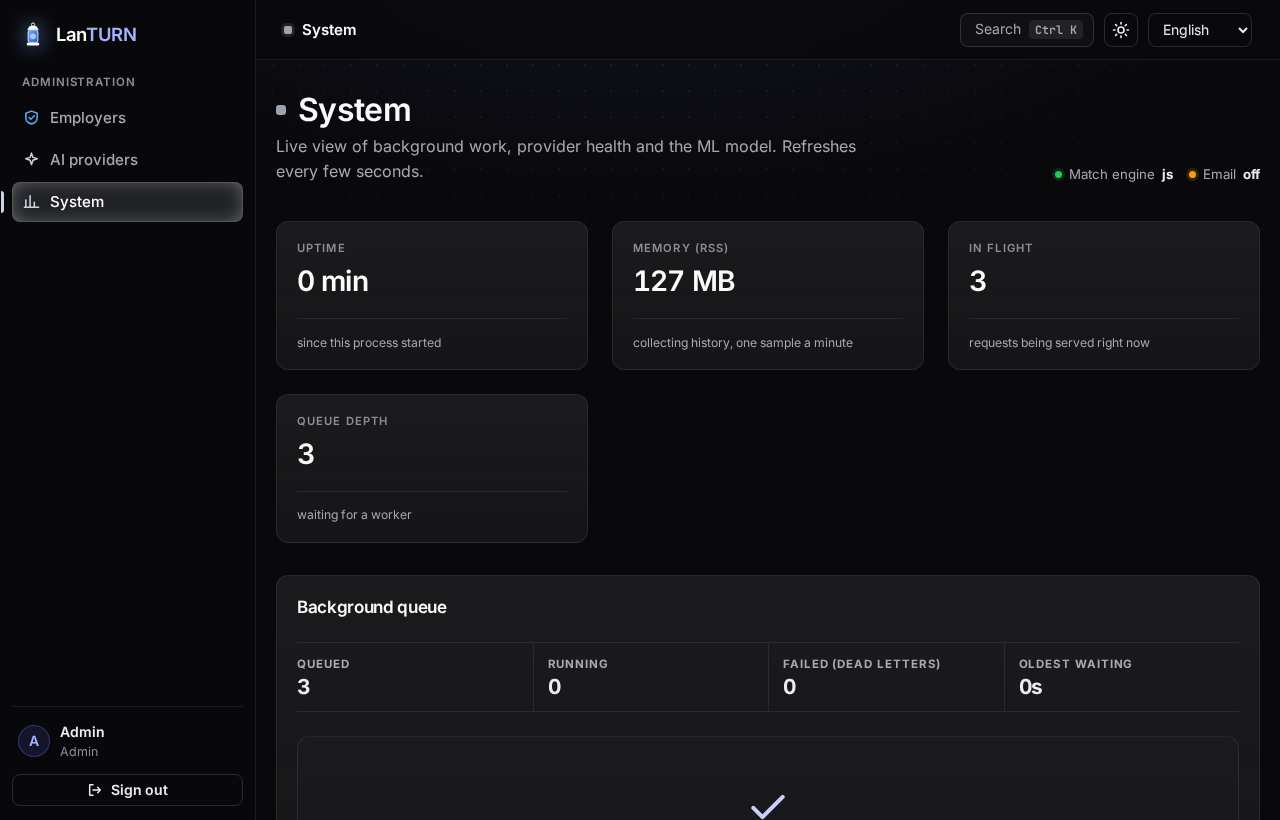 LanTURN
ADMINISTRATION
Employers
AI providers
System
Admin
A
Admin
Sign out
System
Search Ctrl K
English
System
Live view of background work, provider health and the ML model. Refreshes
every few seconds.
Match engine js
Email off
UPTIME
0 min
since this process started
MEMORY (RSS)
127 MB
collecting history, one sample a minute
IN FLIGHT
3
requests being served right now
QUEUE DEPTH
3
waiting for a worker
Background queue
QUEUED
3
RUNNING
0
FAILED (DEAD LETTERS)
0
OLDEST WAITING
0s